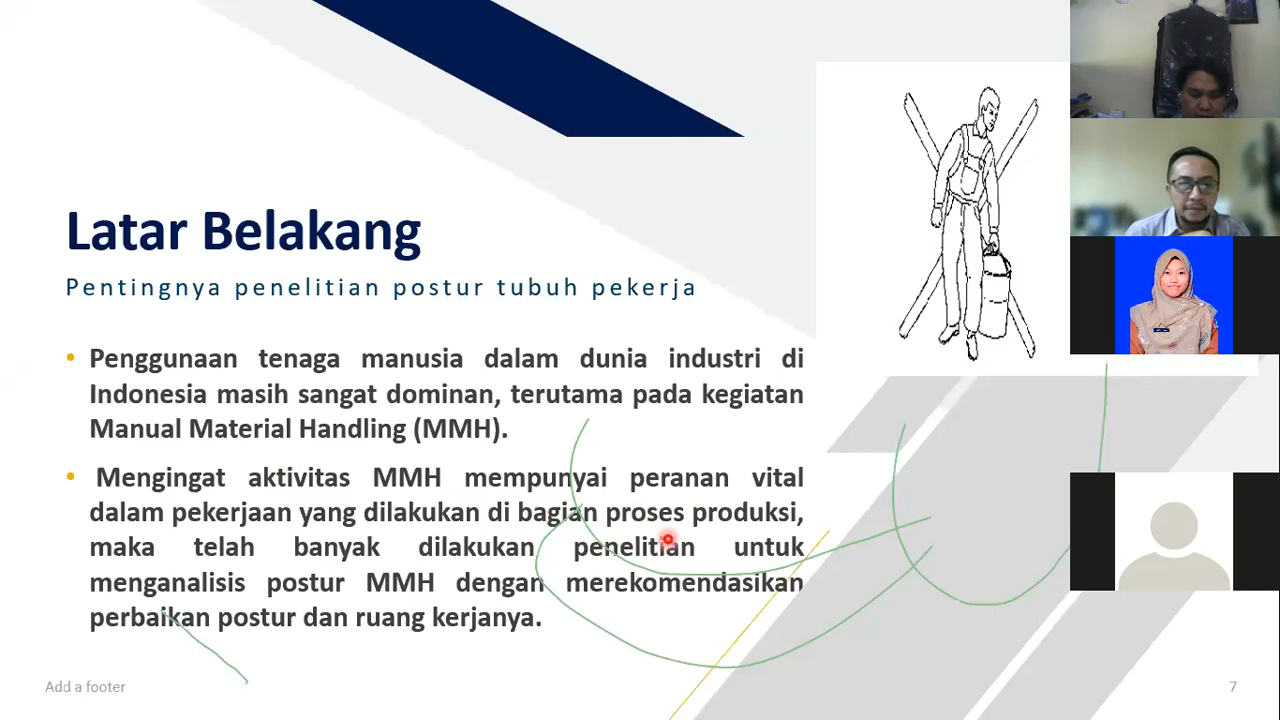 Latar Belakang
Pentingnya penelitian postur tubuh pekerja
• Penggunaan tenaga manusia dalam dunia industri di
Indonesia masih sangat dominan, terutama pada kegiatan
Manual Material Handling (MMH).
• Mengingat aktivitas MMH mempunyai peranan vital
dalam pekerjaan yang dilakukan di bagian proses produksi,
maka telah banyak dilakukan penelitian untuk
menganalisis postur MMH dengan merekomendasikan
perbaikan postur dan ruang kerjanya.
Add a footer
7